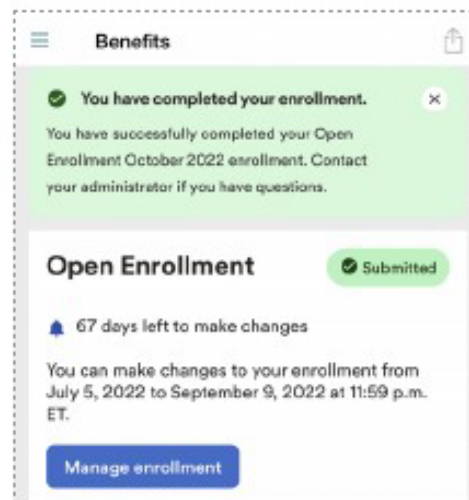 Benefits
You have completed your enrollment.
You have successfully completed your Open
Enrollment October 2022 enrollment. Contact
your administrator if you have questions.
Open Enrollment
Submitted
67 days left to make changes
You can make changes to your enrollment from
July 5, 2022 to September 9, 2022 at 11:59 p.m.
ET.
Manage enrollment